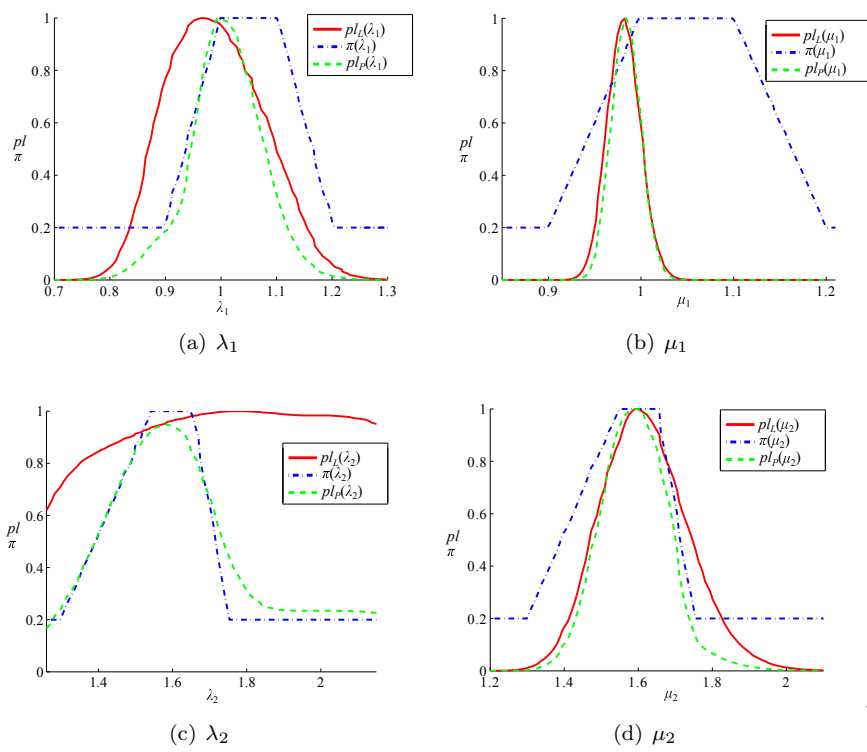 1
0.8
0.6
pl
π
0.4
0.2
0
0.7
0.8
0.9
1
1.1
1.2
1.3
λ1
plL(λ1)
π(λ1)
plP(λ1)
(a) λ1
1
0.8
0.6
pl
π
0.4
0.2
0
0.9
1
1.1
1.2
μ1
plL(μ1)
π(μ1)
plP(μ1)
(b) μ1
1
0.8
0.6
pl
π
0.4
0.2
0
1.4
1.6
1.8
2
λ2
plL(λ2)
π(λ2)
plP(λ2)
(c) λ2
1
0.8
0.6
pl
π
0.4
0.2
0
1.2
1.4
1.6
1.8
2
μ2
plL(μ2)
π(μ2)
plP(μ2)
(d) μ2